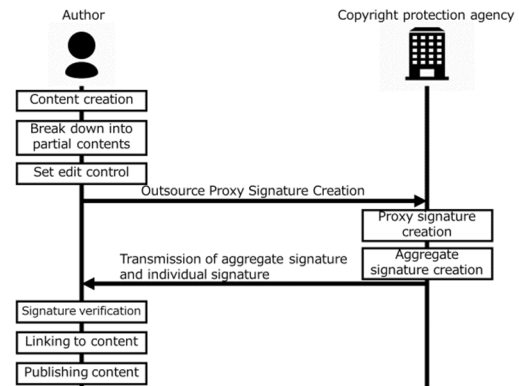 Author
Copyright protection agency
Content creation
Break down into
partial contents
Set edit control
Outsource Proxy Signature Creation
Proxy signature
creation
Aggregate
signature creation
Transmission of aggregate signature
and individual signature
Signature verification
Linking to content
Publishing content